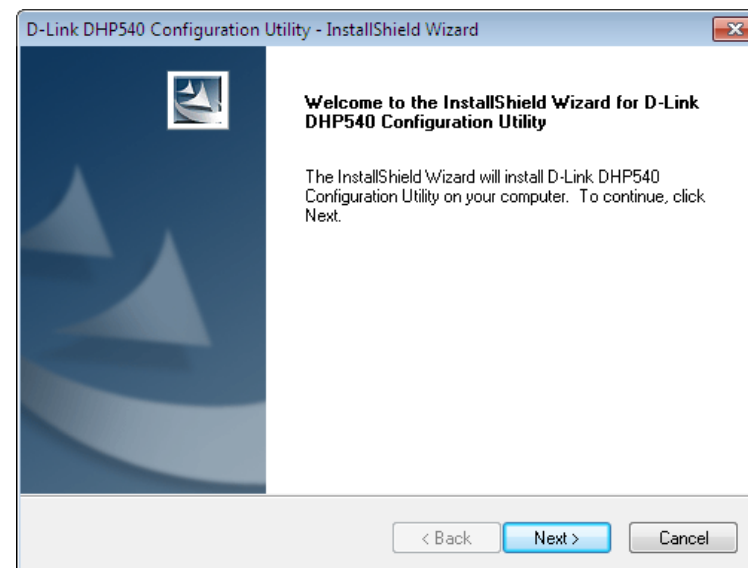 D-Link DHP540 Configuration Utility - InstallShield Wizard
Welcome to the InstallShield Wizard for D-Link
DHP540 Configuration Utility
The InstallShield Wizard will install D-Link DHP540
Configuration Utility on your computer. To continue, click
Next.
< Back
Next >
Cancel